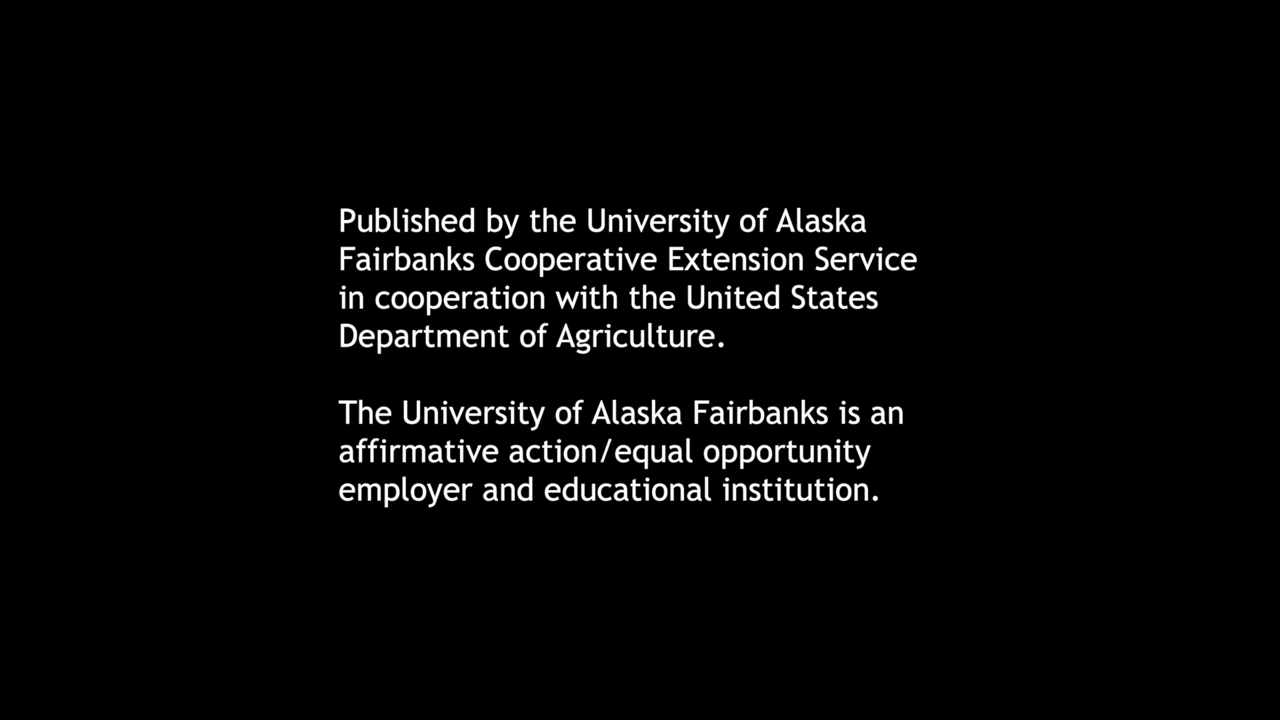 Published by the University of Alaska
Fairbanks Cooperative Extension Service
in cooperation with the United States
Department of Agriculture.
The University of Alaska Fairbanks is an
affirmative action/equal opportunity
employer and educational institution.